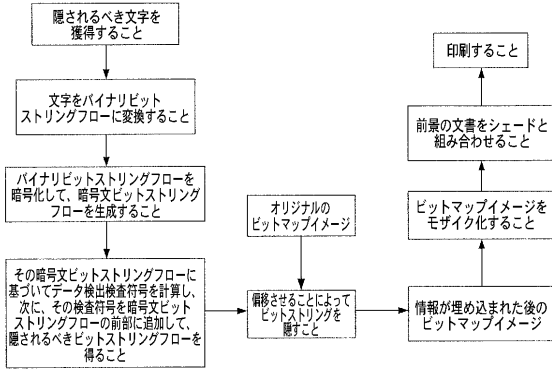 隠されるべき文字を
獲得すること
文字をバイナリビット
ストリングフローに変換すること
バイナリビットストリングフローを
暗号化して、暗号文ビットストリング
フローを生成すること
その暗号文ビットストリングフローに
基づいてデータ検出検査符号を計算し、
次に、その検査符号を暗号文ビット
ストリングフローの前部に追加して、
隠されるべきビットストリングフローを
得ること
オリジナルの
ビットマップイメージ
偏移させることによって
ビットストリングを
隠すこと
情報が埋め込まれた後の
ビットマップイメージ
ビットマップイメージを
モザイク化すること
前景の文書をシェードと
組み合わせること
印刷すること